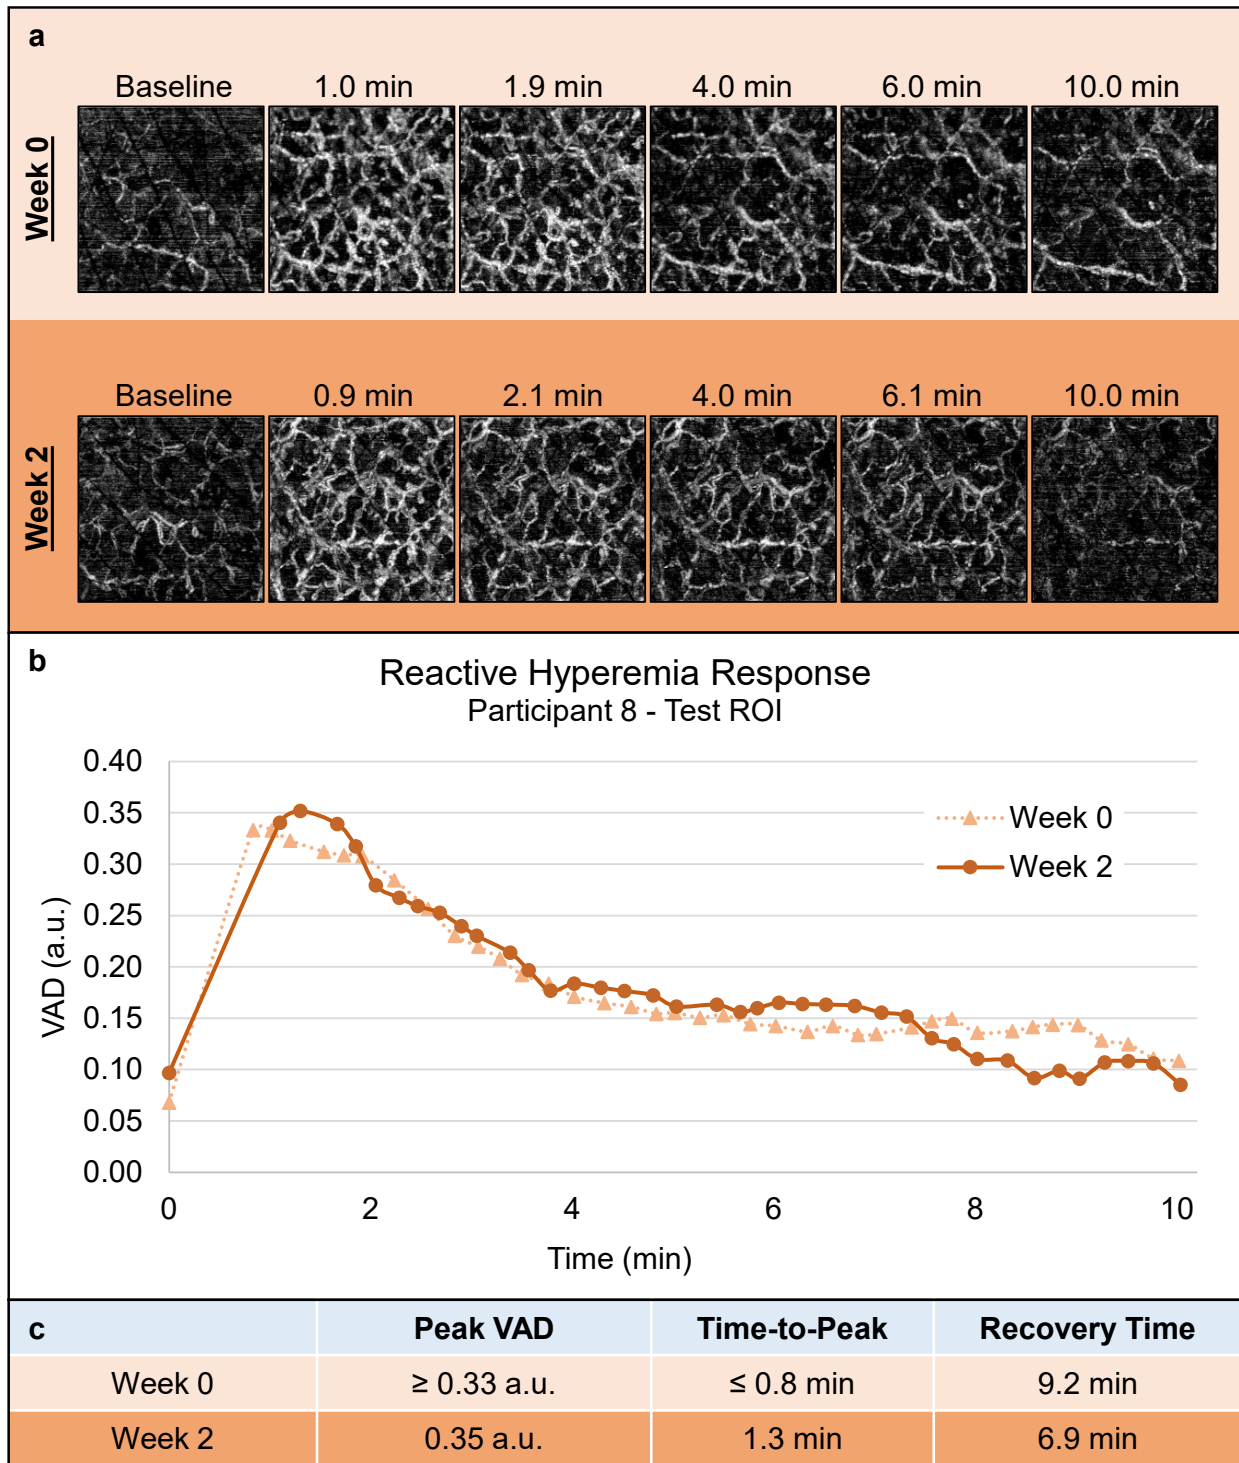 a
Baseline 1.0 min 1.9 min 4.0 min 6.0 min 10.0 min
Week 0
Baseline 0.9 min 2.1 min 4.0 min 6.1 min 10.0 min
Week 2
b
Reactive Hyperemia Response
Participant 8 - Test ROI
0.40
0.35
0.30
0.25
0.20
0.15
0.10
0.05
0.00
VAD (a.u.)
Week 0
Week 2
0 2 4 6 8 10
Time (min)
c Peak VAD Time-to-Peak Recovery Time
Week 0 ≥ 0.33 a.u. ≤ 0.8 min 9.2 min
Week 2 0.35 a.u. 1.3 min 6.9 min